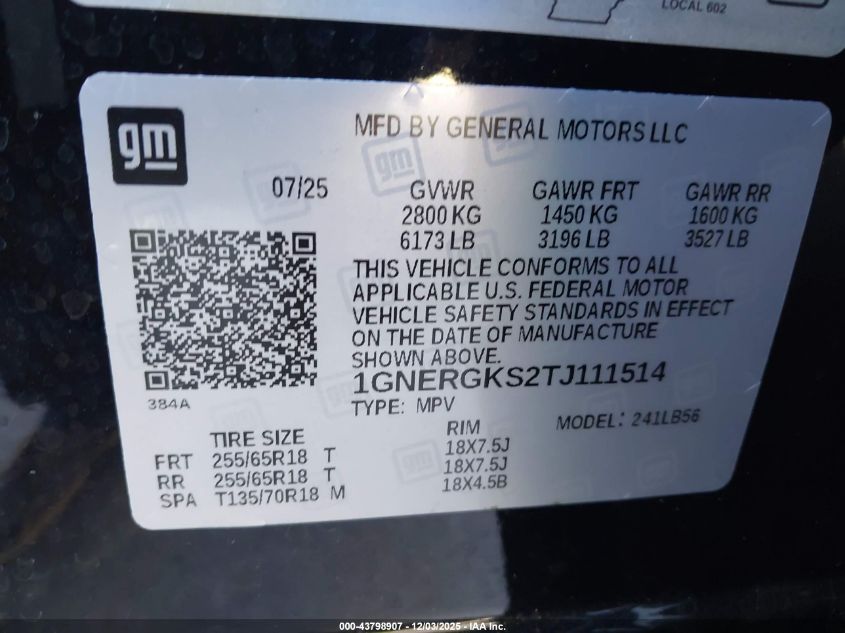 LOCAL 602
gm
MFD BY GENERAL MOTORS LLC
07/25 GVWR GAWR FRT GAWR RR
2800 KG 1450 KG 1600 KG
6173 LB 3196 LB 3527 LB
THIS VEHICLE CONFORMS TO ALL
APPLICABLE U.S. FEDERAL MOTOR
VEHICLE SAFETY STANDARDS IN EFFECT
ON THE DATE OF MANUFACTURE
SHOWN ABOVE.
1GNERGKS2TJ111514
384A
TYPE: MPV MODEL: 241LB56
TIRE SIZE RIM
FRT 255/65R18 T 18X7.5J
RR 255/65R18 T 18X7.5J
SPA T135/70R18 M 18X4.5B
000-43798907 - 12/03/2025 - IAA Inc.